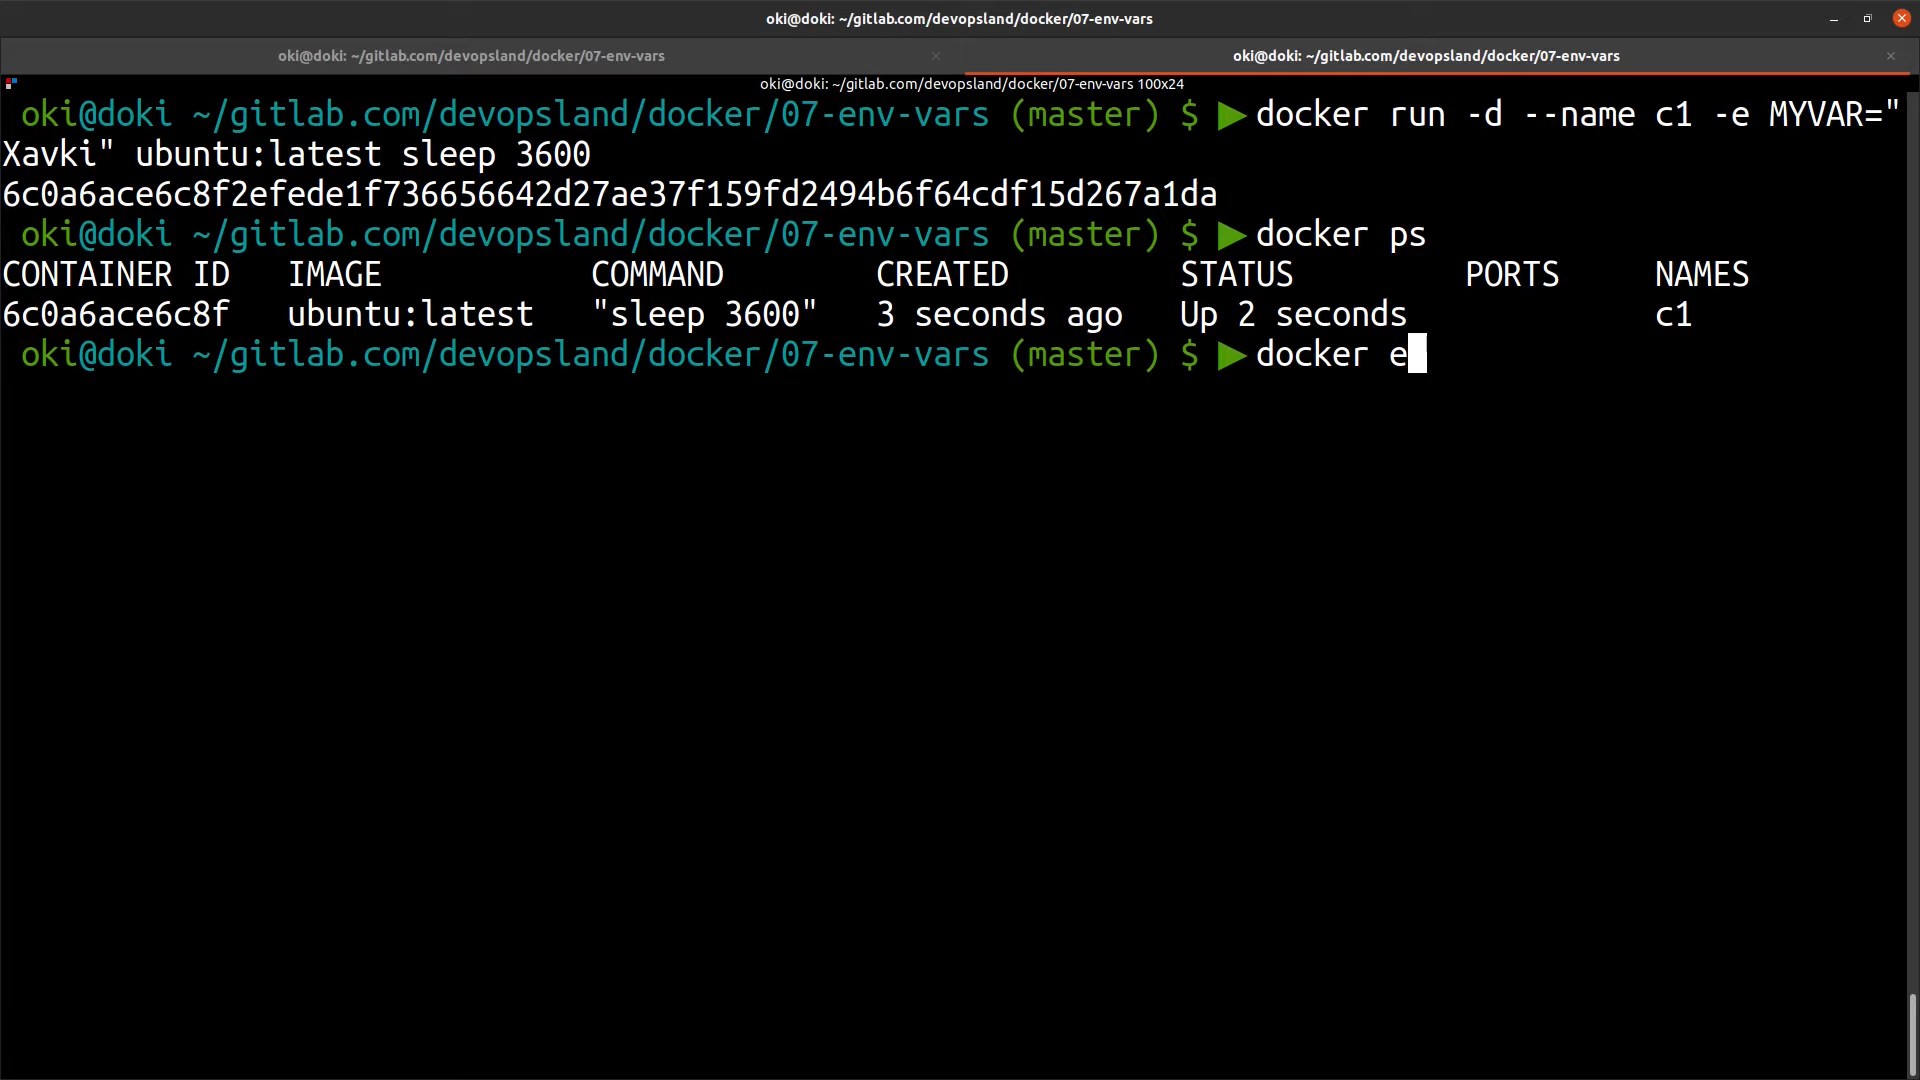 oki@doki: ~/gitlab.com/devopsland/docker/07-env-vars
oki@doki: ~/gitlab.com/devopsland/docker/07-env-vars
oki@doki: ~/gitlab.com/devopsland/docker/07-env-vars
oki@doki: ~/gitlab.com/devopsland/docker/07-env-vars 100x24
oki@doki ~/gitlab.com/devopsland/docker/07-env-vars (master) $ ▶ docker run -d --name c1 -e MYVAR="
Xavki" ubuntu:latest sleep 3600
6c0a6ace6c8f2efede1f736656642d27ae37f159fd2494b6f64cdf15d267a1da
oki@doki ~/gitlab.com/devopsland/docker/07-env-vars (master) $ ▶ docker ps
CONTAINER ID   IMAGE           COMMAND        CREATED         STATUS         PORTS     NAMES
6c0a6ace6c8f   ubuntu:latest   "sleep 3600"   3 seconds ago   Up 2 seconds             c1
oki@doki ~/gitlab.com/devopsland/docker/07-env-vars (master) $ ▶ docker e